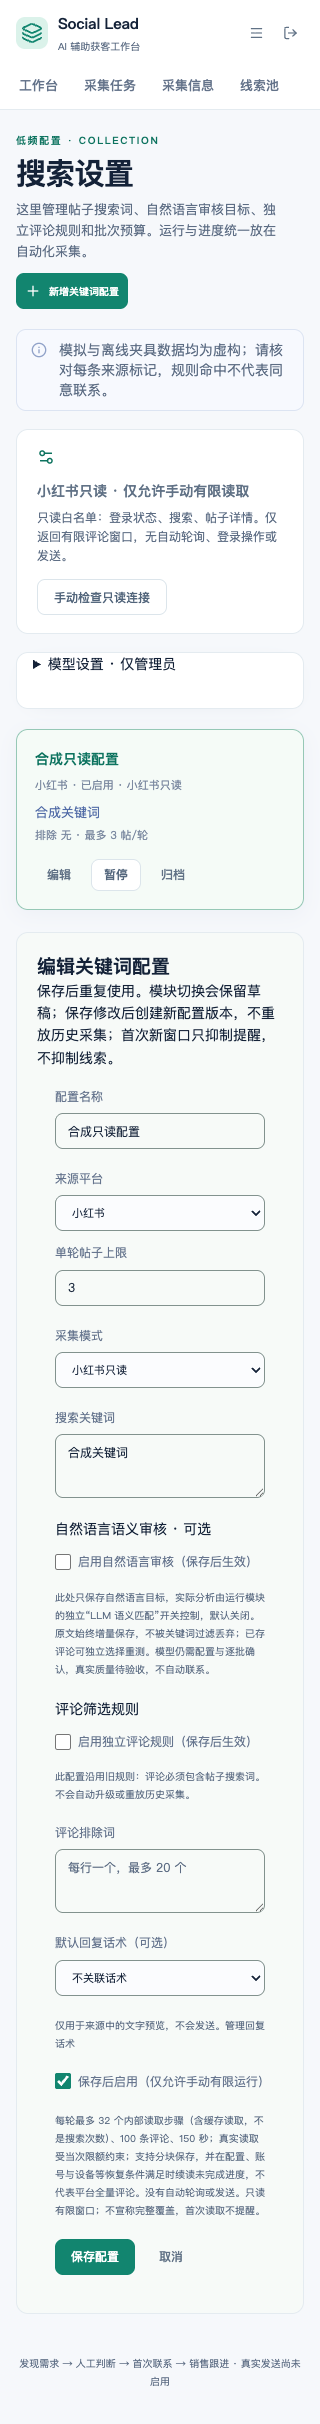 Social Lead
AI 辅助获客工作台
工作台 采集任务 采集信息 线索池
低频配置 · COLLECTION
搜索设置
这里管理帖子搜索词、自然语言审核目标、独
立评论规则和批次预算。运行与进度统一放在
自动化采集。
新增关键词配置
模拟与离线夹具数据均为虚构；请核
对每条来源标记，规则命中不代表同
意联系。
小红书只读 · 仅允许手动有限读取
只读白名单：登录状态、搜索、帖子详情。仅
返回有限评论窗口，无自动轮询、登录操作或
发送。
手动检查只读连接
模型设置 · 仅管理员
合成只读配置
小红书 · 已启用 · 小红书只读
合成关键词
排除 无 · 最多 3 帖/轮
编辑 暂停 归档
编辑关键词配置
保存后重复使用。模块切换会保留草
稿；保存修改后创建新配置版本，不重
放历史采集；首次新窗口只抑制提醒，
不抑制线索。
配置名称
合成只读配置
来源平台
小红书
单轮帖子上限
3
采集模式
小红书只读
搜索关键词
合成关键词
自然语言语义审核 · 可选
启用自然语言审核（保存后生效）
此处只保存自然语言目标，实际分析由运行模块
的独立“LLM 语义匹配”开关控制，默认关闭。
原文始终增量保存，不被关键词过滤丢弃；已存
评论可独立选择重测。模型仍需配置与逐批确
认，真实质量待验收，不自动联系。
评论筛选规则
启用独立评论规则（保存后生效）
此配置沿用旧规则：评论必须包含帖子搜索词。
不会自动升级或重放历史采集。
评论排除词
每行一个，最多 20 个
默认回复话术（可选）
不关联话术
仅用于来源中的文字预览，不会发送。管理回复
话术
保存后启用（仅允许手动有限运行）
每轮最多 32 个内部读取步骤（含缓存读取，不
是搜索次数）、100 条评论、150 秒；真实读取
受当次限额约束；支持分块保存，并在配置、账
号与设备等恢复条件满足时续读未完成进度，不
代表平台全量评论。没有自动轮询或发送。只读
有限窗口；不宣称完整覆盖，首次读取不提醒。
保存配置 取消
发现需求 → 人工判断 → 首次联系 → 销售跟进 · 真实发送尚未
启用